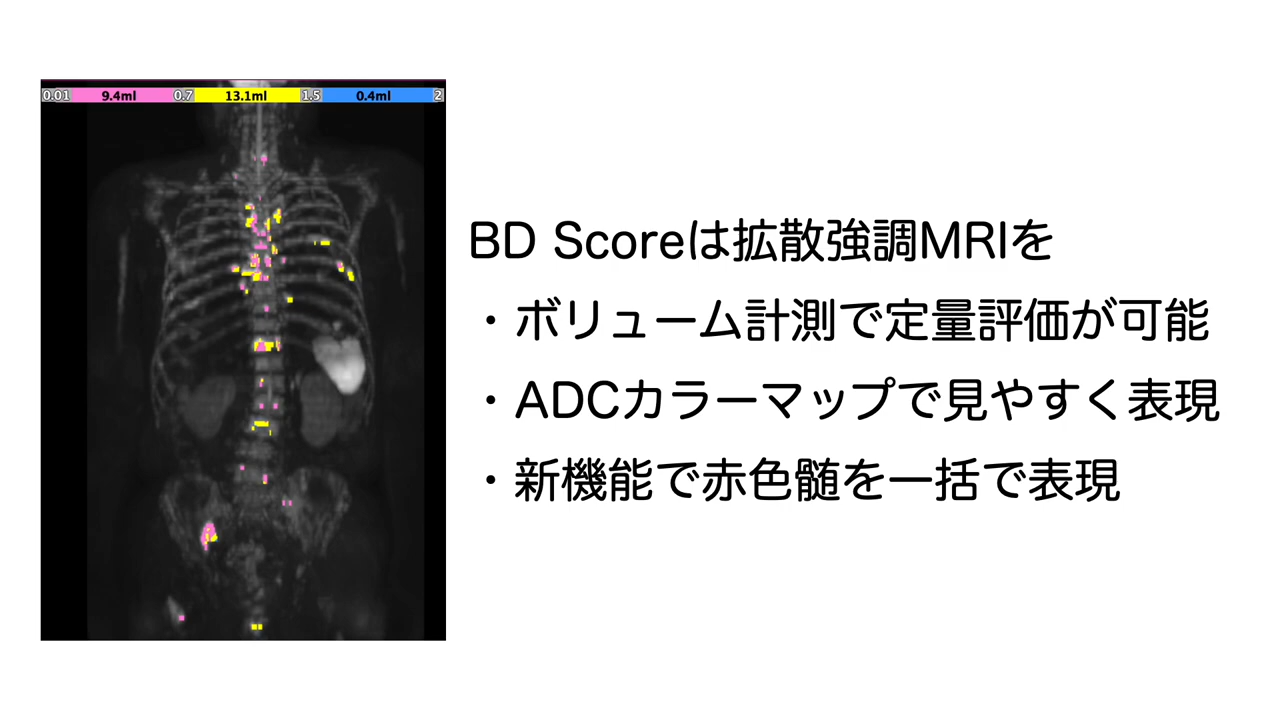 0.01 9.4ml 0.7 13.1ml 1.5 0.4ml 2
BD Scoreは拡散強調MRIを
・ボリューム計測で定量評価が可能
・ADCカラーマップで見やすく表現
・新機能で赤色髄を一括で表現